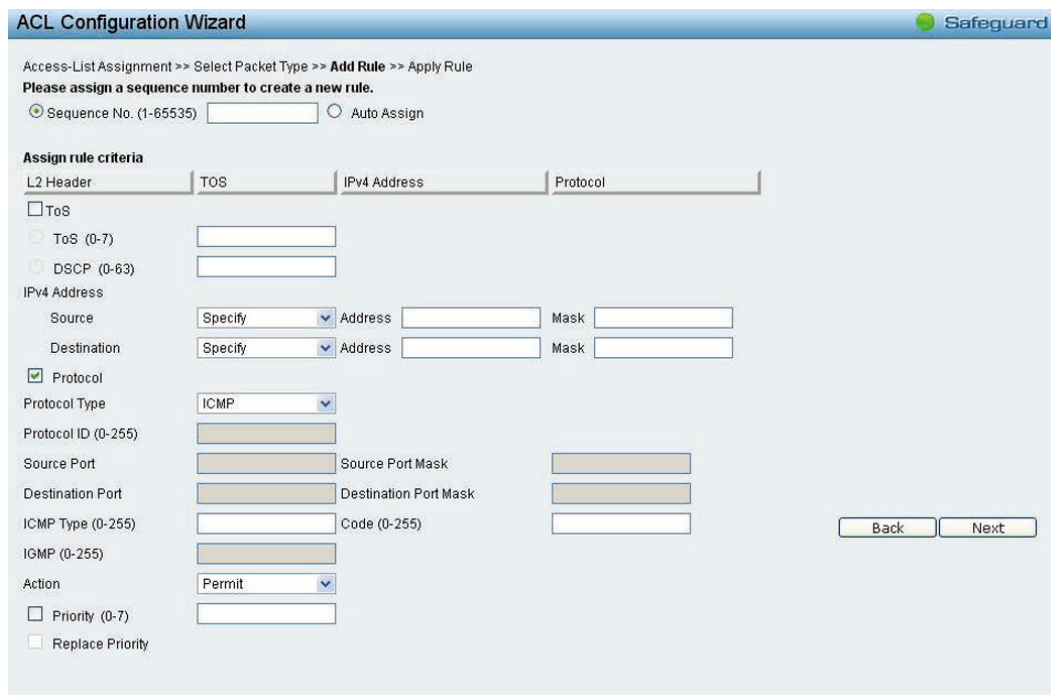 ACL Configuration Wizard Safeguard
Access-List Assignment >> Select Packet Type >> Add Rule >> Apply Rule
Please assign a sequence number to create a new rule.
Sequence No. (1-65535) Auto Assign
Assign rule criteria
L2 Header TOS IPv4 Address Protocol
ToS
ToS (0-7)
DSCP (0-63)
IPv4 Address
Source Specify Address Mask
Destination Specify Address Mask
Protocol
Protocol Type ICMP
Protocol ID (0-255)
Source Port Source Port Mask
Destination Port Destination Port Mask
ICMP Type (0-255) Code (0-255) Back Next
IGMP (0-255)
Action Permit
Priority (0-7)
Replace Priority